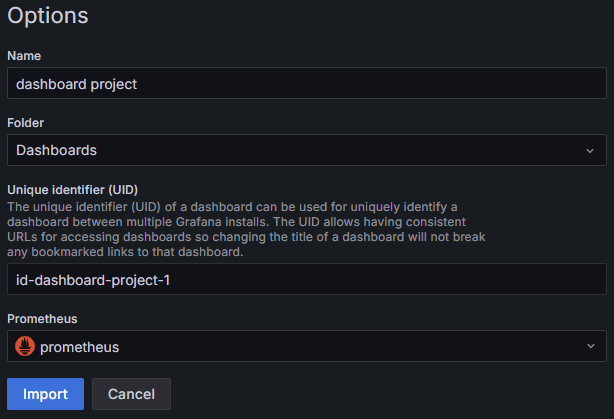 Options
Name
dashboard project
Folder
Dashboards
Unique identifier (UID)
The unique identifier (UID) of a dashboard can be used for uniquely identify a
dashboard between multiple Grafana installs. The UID allows having consistent
URLs for accessing dashboards so changing the title of a dashboard will not break
any bookmarked links to that dashboard.
id-dashboard-project-1
Prometheus
prometheus
Import Cancel